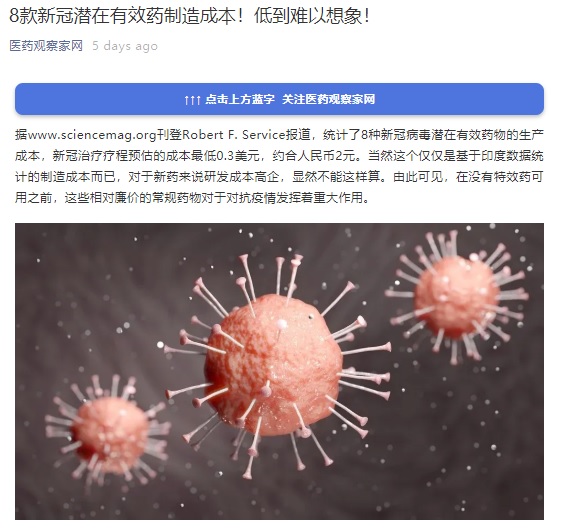 8款新冠潜在有效药制造成本！低到难以想象！
医药观察家网 5 days ago
↑↑↑ 点击上方蓝字 关注医药观察家网
据www.sciencemag.org刊登Robert F. Service报道，统计了8种新冠病毒潜在有效药物的生产
成本，新冠治疗疗程预估的成本最低0.3美元，约合人民币2元。当然这个仅仅是基于印度数据统
计的制造成本而已，对于新药来说研发成本高企，显然不能这样算。由此可见，在没有特效药可
用之前，这些相对廉价的常规药物对于对抗疫情发挥着重大作用。